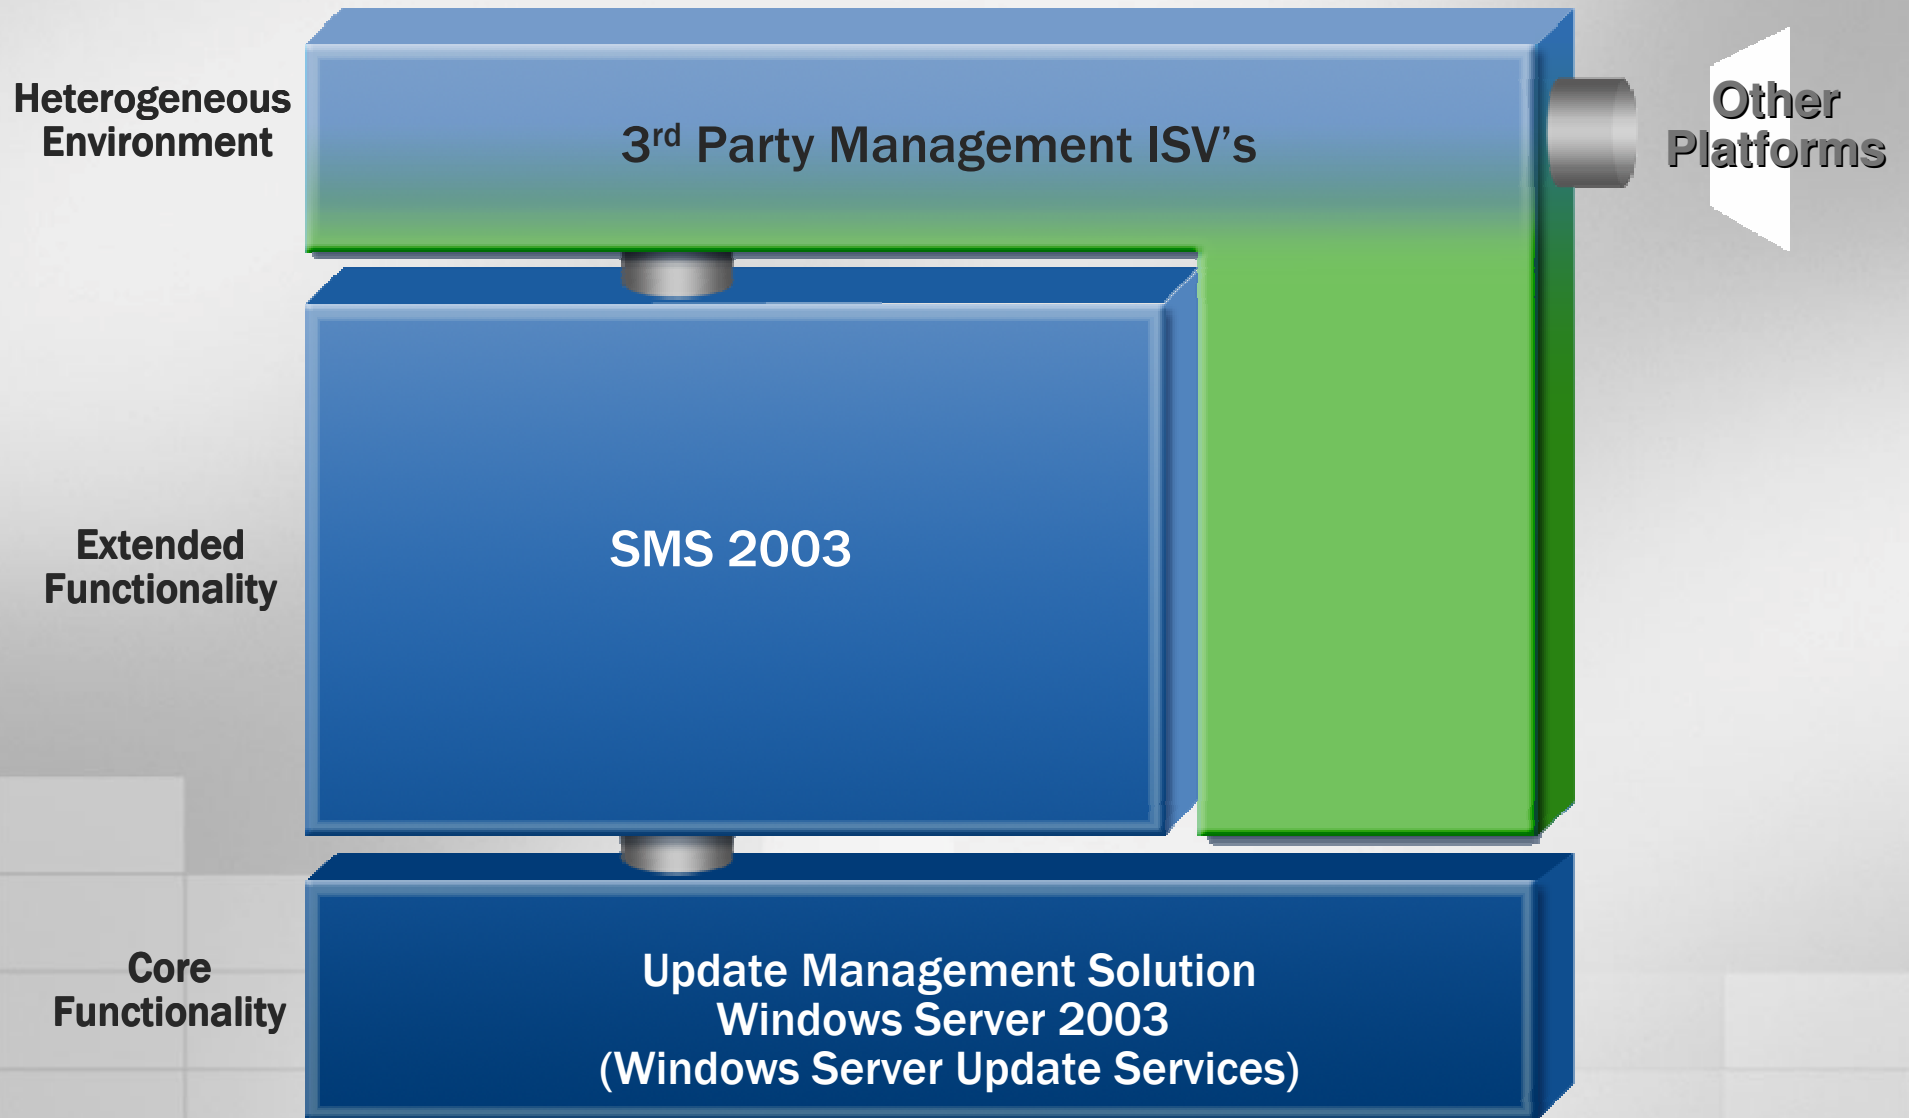 Heterogeneous
Environment
3rd Party Management ISV's
Other
Platforms
Extended
Functionality
SMS 2003
Core
Functionality
Update Management Solution
Windows Server 2003
(Windows Server Update Services)